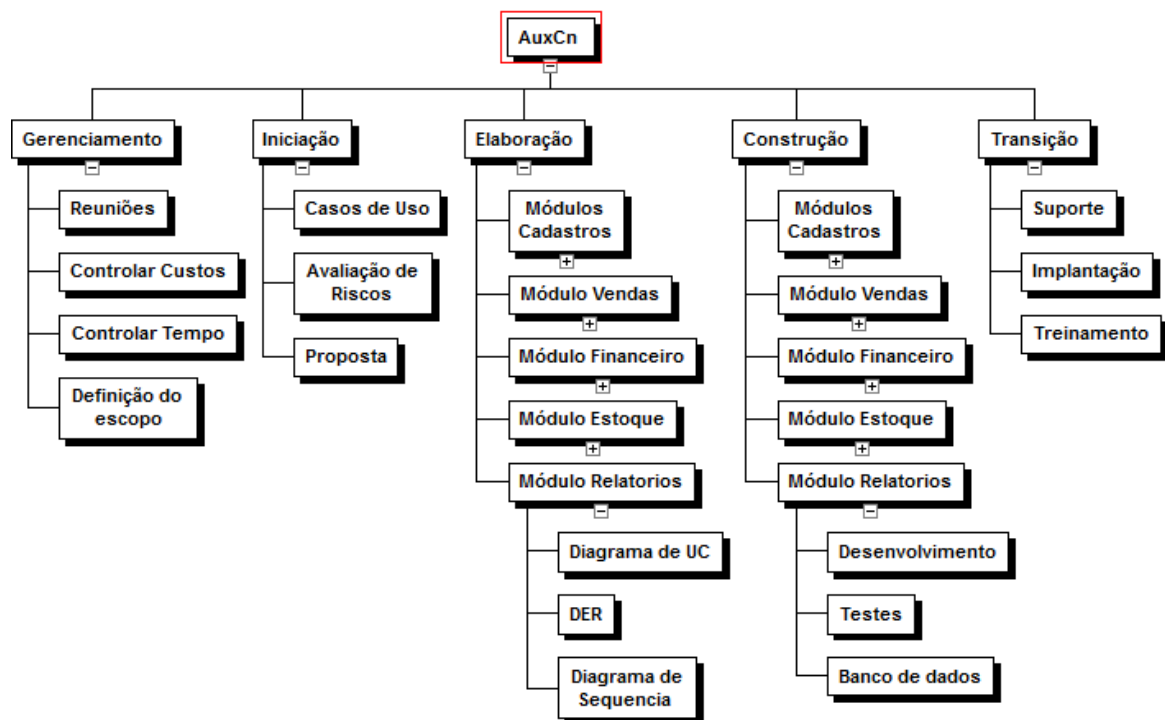 AuxCn
Gerenciamento
Reuniões
Controlar Custos
Controlar Tempo
Definição do
escopo
Iniciação
Casos de Uso
Avaliação de
Riscos
Proposta
Elaboração
Módulos
Cadastros
Módulo Vendas
Módulo Financeiro
Módulo Estoque
Módulo Relatorios
Diagrama de UC
DER
Diagrama de
Sequencia
Construção
Módulos
Cadastros
Módulo Vendas
Módulo Financeiro
Módulo Estoque
Módulo Relatorios
Desenvolvimento
Testes
Banco de dados
Transição
Suporte
Implantação
Treinamento